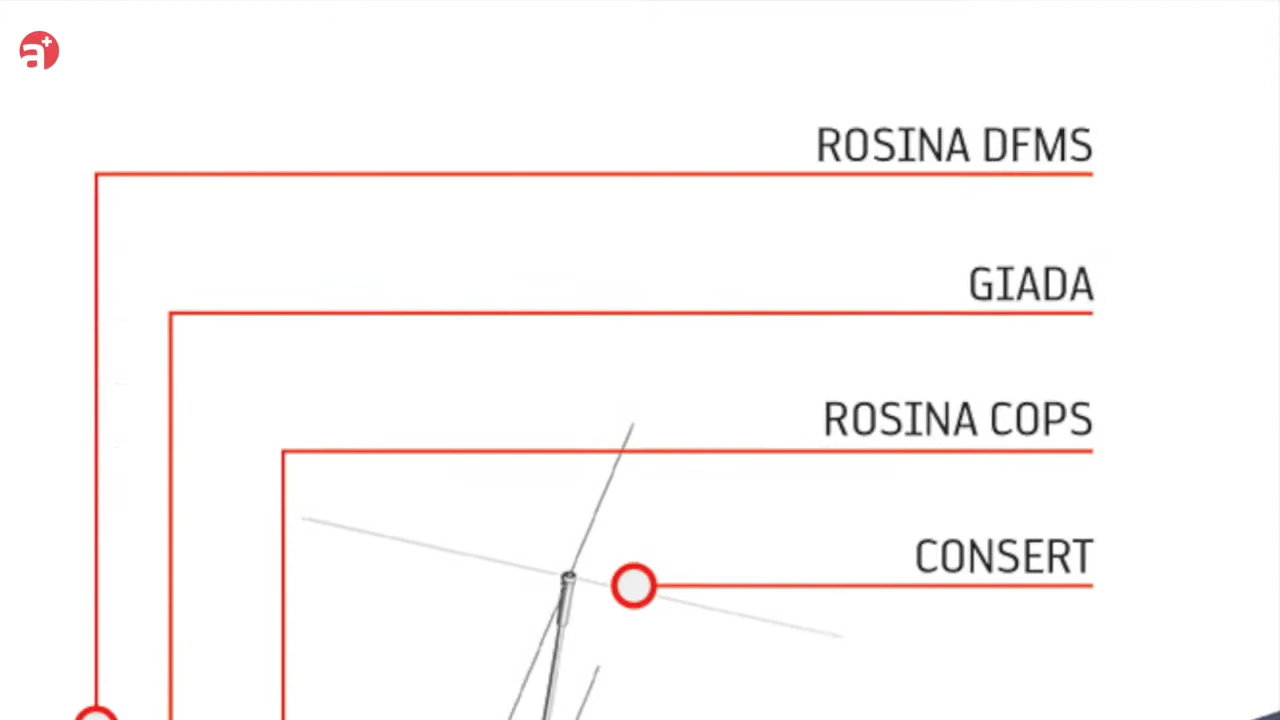 a+
ROSINA DFMS
GIADA
ROSINA COPS
CONSERT